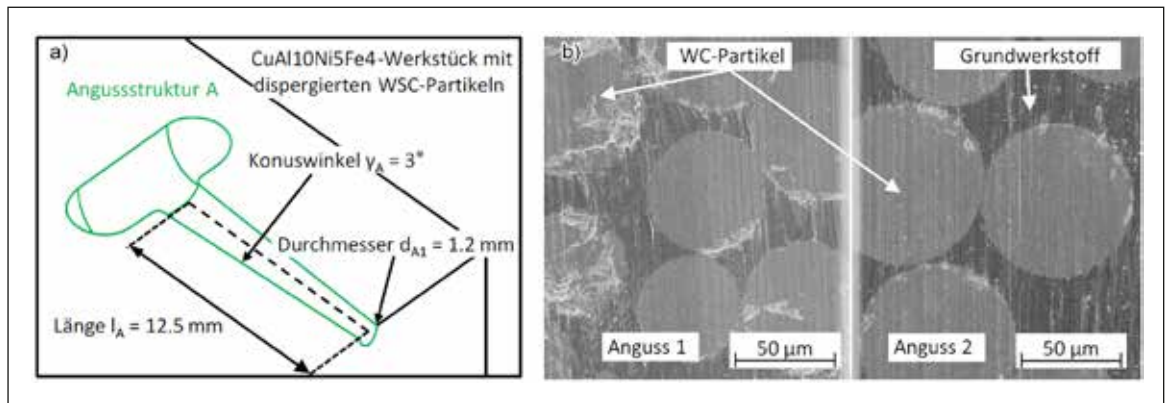 a)
CuAl10Ni5Fe4-Werkstück mit
dispergierten WSC-Partikeln
Angussstruktur A
Konuswinkel γA = 3°
Durchmesser dA1 = 1.2 mm
Länge lA = 12.5 mm
b)
WC-Partikel
Grundwerkstoff
Anguss 1
50 µm
Anguss 2
50 µm